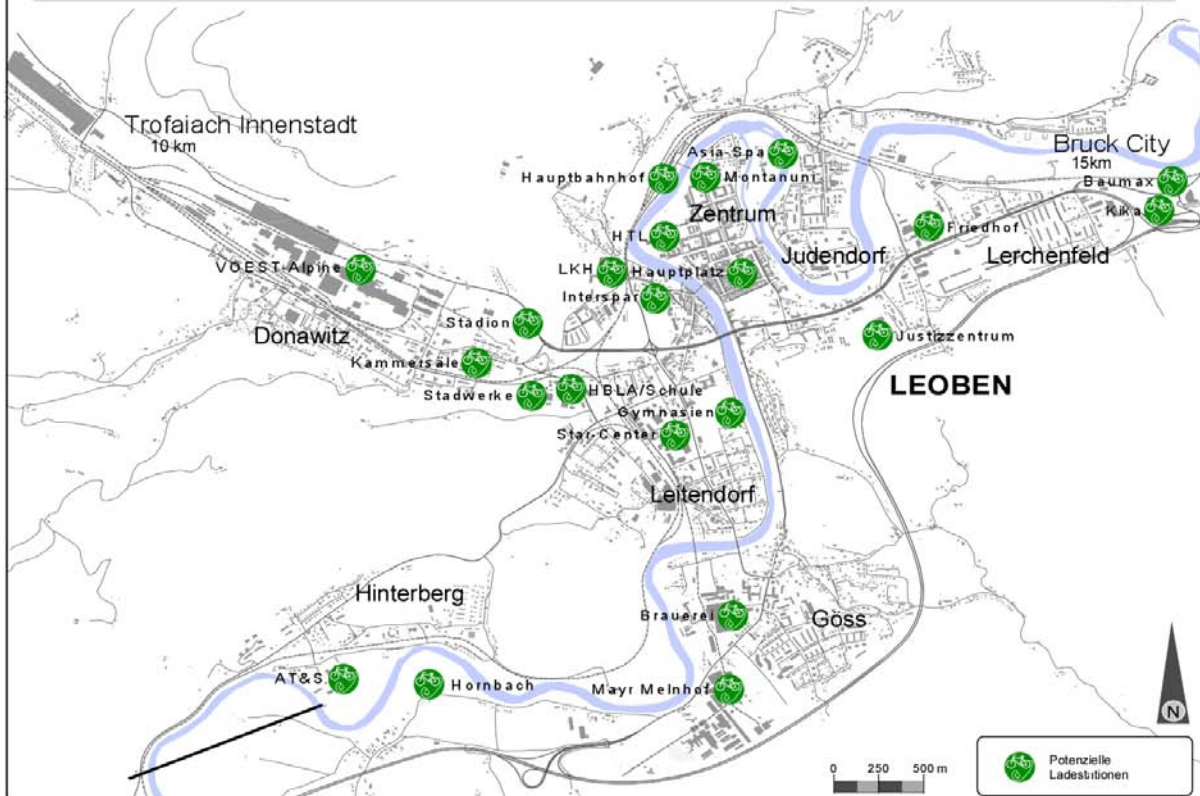 Trofaiach Innenstadt
10 km
Asia-Spa
Bruck City
15km
Hauptbahnhof
Montanuni
Baumax
Zentrum
Kika
HTL
Friedhof
VOEST-Alpine
LKH
Hauptplatz
Judendorf
Lerchenfeld
Interspar
Stadion
Donawitz
Justizzentrum
Kammersäle
LEOBEN
Stadwerke
HBLA/Schule
Gymnasien
Star-Center
Leitendorf
Hinterberg
Brauerei
Göss
AT&S
Hornbach
Mayr Melnhof
N
0 250 500 m
Potenzielle
Ladestationen